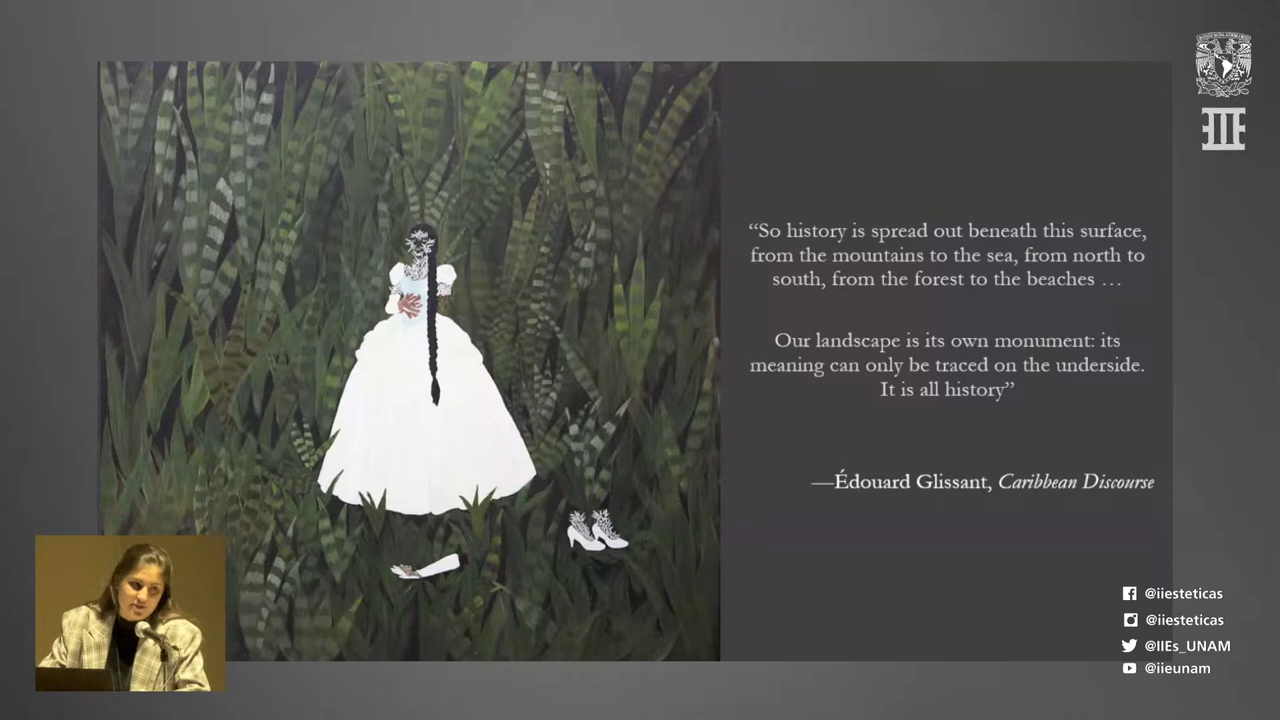 “So history is spread out beneath this surface,
from the mountains to the sea, from north to
south, from the forest to the beaches …
Our landscape is its own monument: its
meaning can only be traced on the underside.
It is all history”
—Édouard Glissant, Caribbean Discourse
@iiesteticas
@iiesteticas
@IIEs_UNAM
@iieunam